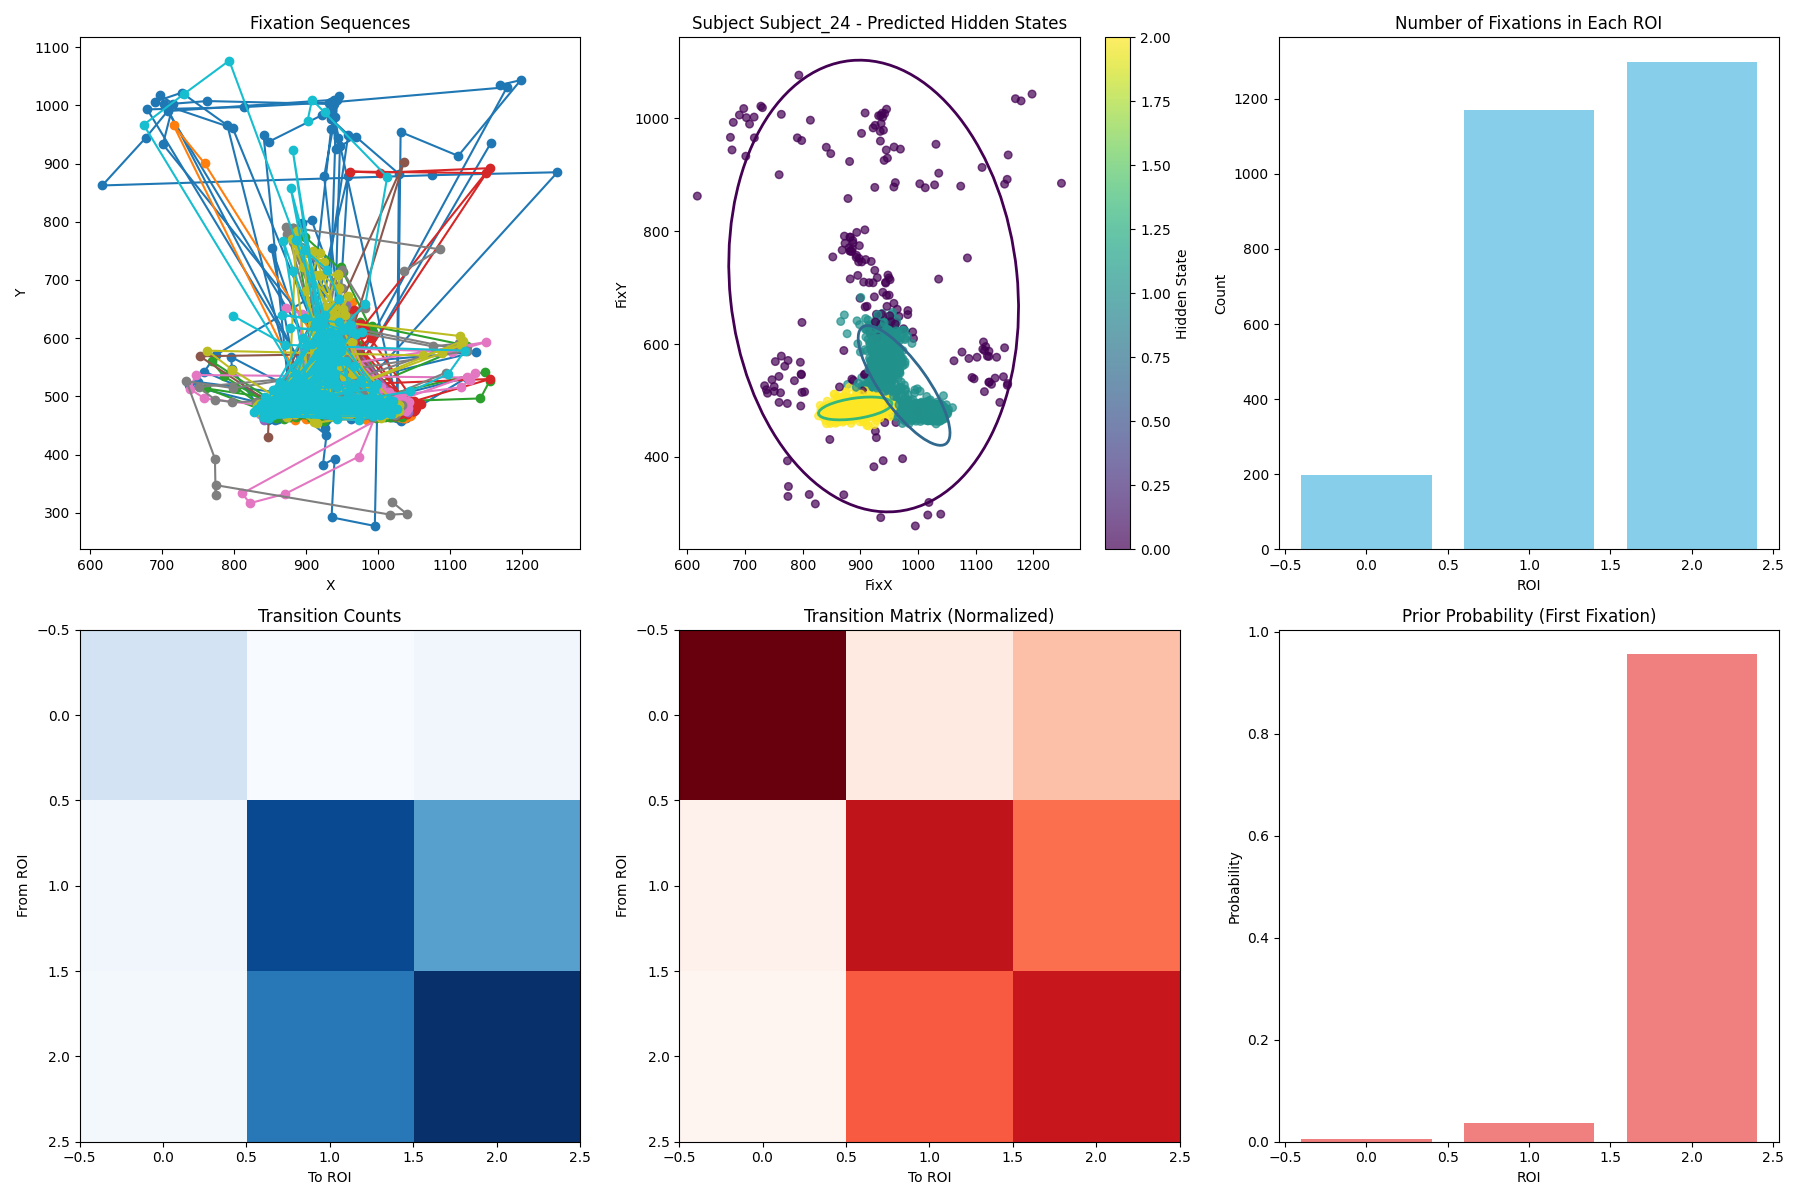 Fixation Sequences
1100
1000
900
800
700
600
500
400
300
Y
600 700 800 900 1000 1100 1200
X
Subject Subject_24 - Predicted Hidden States
1000
800
600
400
FixY
600 700 800 900 1000 1100 1200
FixX
2.00
1.75
1.50
1.25
1.00
0.75
0.50
0.25
0.00
Hidden State
Number of Fixations in Each ROI
1200
1000
800
600
400
200
0
Count
−0.5 0.0 0.5 1.0 1.5 2.0 2.5
ROI
Transition Counts
−0.5
0.0
0.5
1.0
1.5
2.0
2.5
From ROI
−0.5 0.0 0.5 1.0 1.5 2.0 2.5
To ROI
Transition Matrix (Normalized)
−0.5
0.0
0.5
1.0
1.5
2.0
2.5
From ROI
−0.5 0.0 0.5 1.0 1.5 2.0 2.5
To ROI
Prior Probability (First Fixation)
1.0
0.8
0.6
0.4
0.2
0.0
Probability
−0.5 0.0 0.5 1.0 1.5 2.0 2.5
ROI